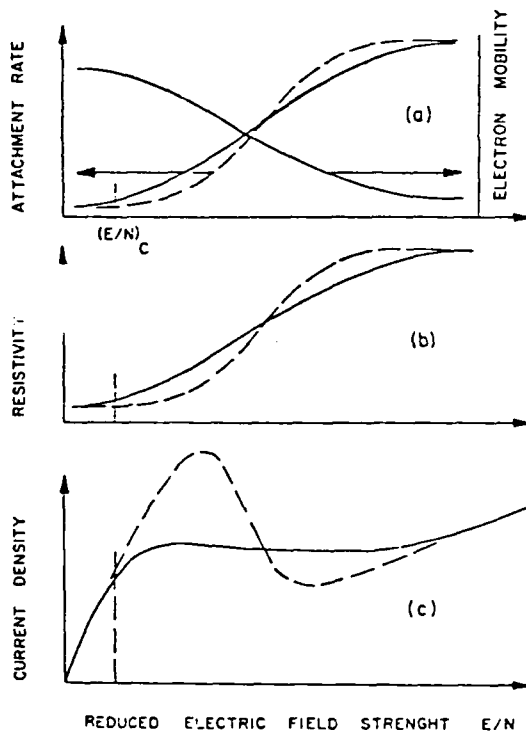 ATTACHMENT RATE
ELECTRON MOBILITY
(a)
(E/N)
C
RESISTIVITY
(b)
CURRENT DENSITY
(c)
REDUCED ELECTRIC FIELD STRENGHT E/N